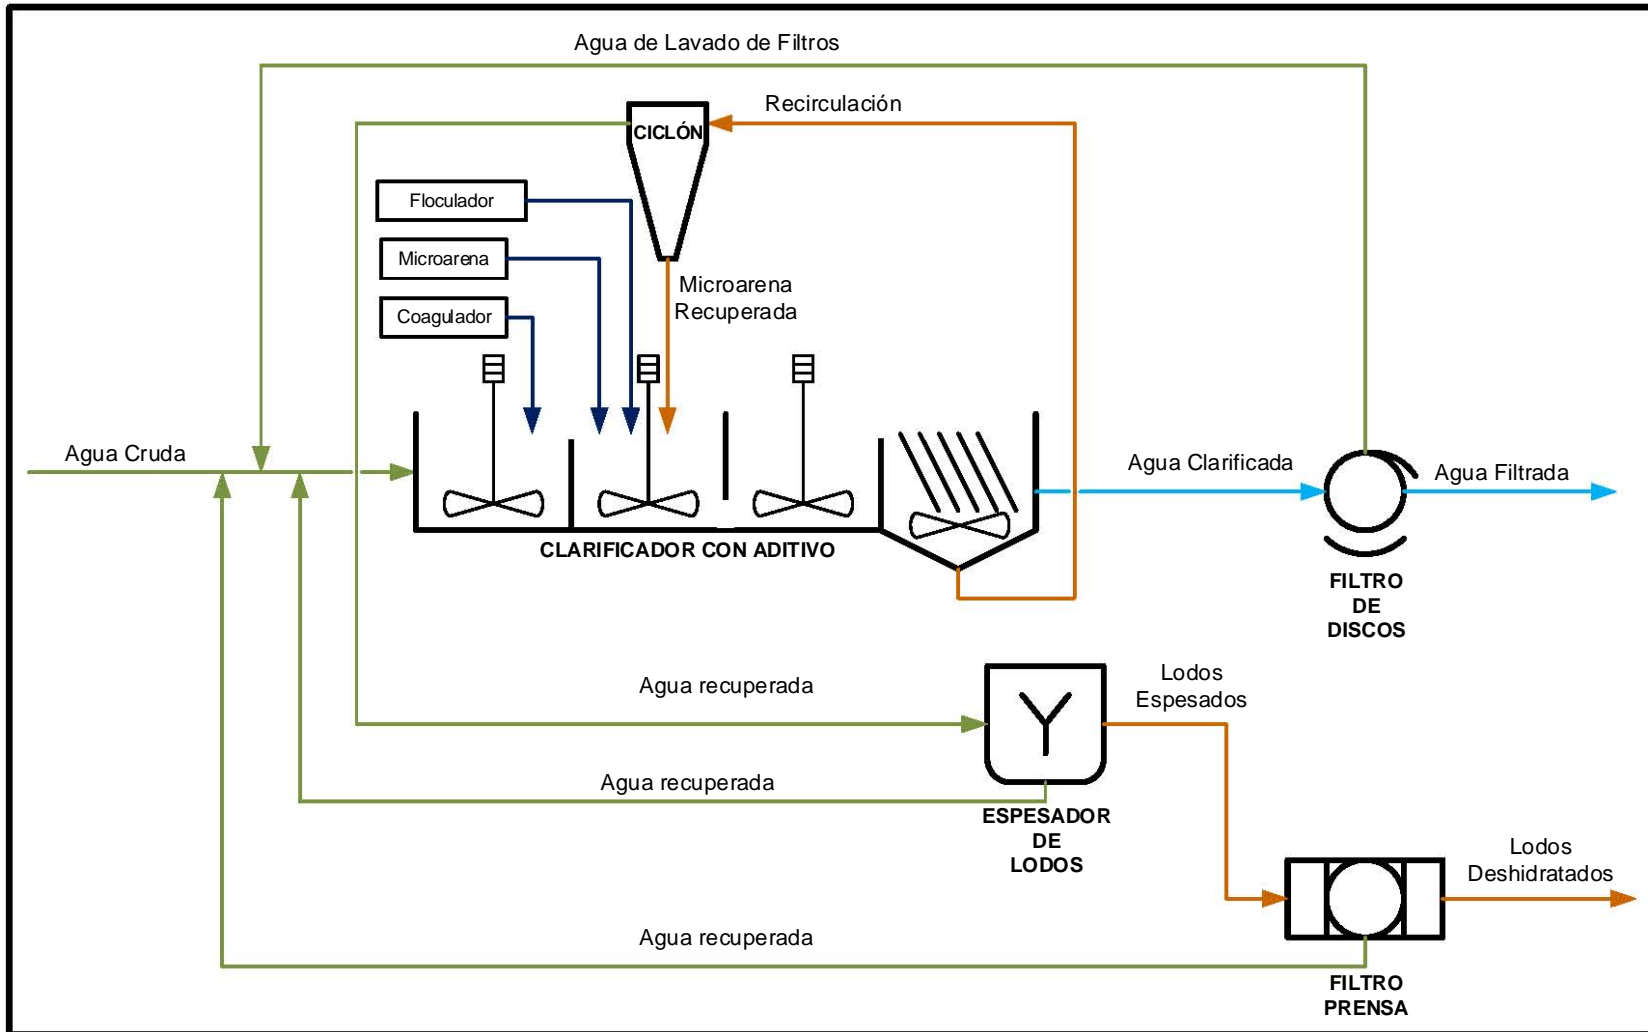 Agua de Lavado de Filtros
Recirculación
CICLÓN
Floculador
Microarena
Coagulador
Microarena
Recuperada
Agua Cruda
Agua Clarificada
Agua Filtrada
CLARIFICADOR CON ADITIVO
FILTRO
DE
DISCOS
Agua recuperada
Lodos
Espesados
Agua recuperada
ESPESADOR
DE
LODOS
Lodos
Deshidratados
Agua recuperada
FILTRO
PRENSA